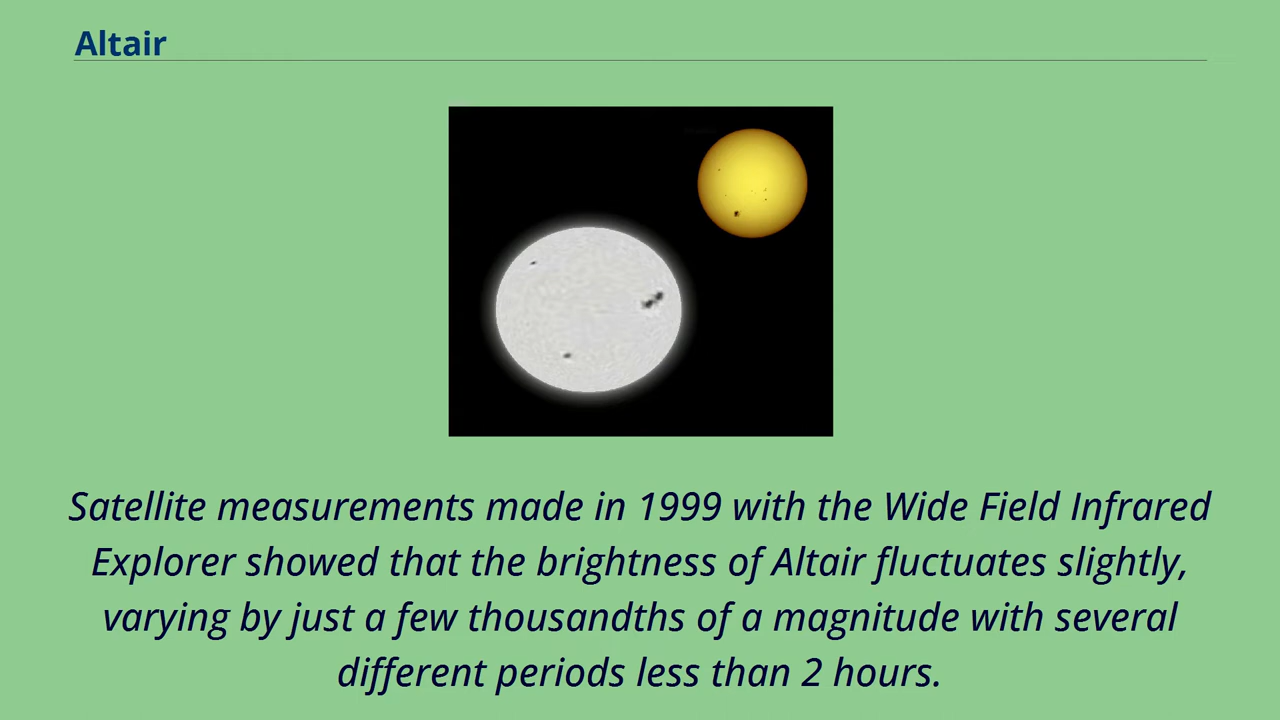 Altair
Satellite measurements made in 1999 with the Wide Field Infrared
Explorer showed that the brightness of Altair fluctuates slightly,
varying by just a few thousandths of a magnitude with several
different periods less than 2 hours.